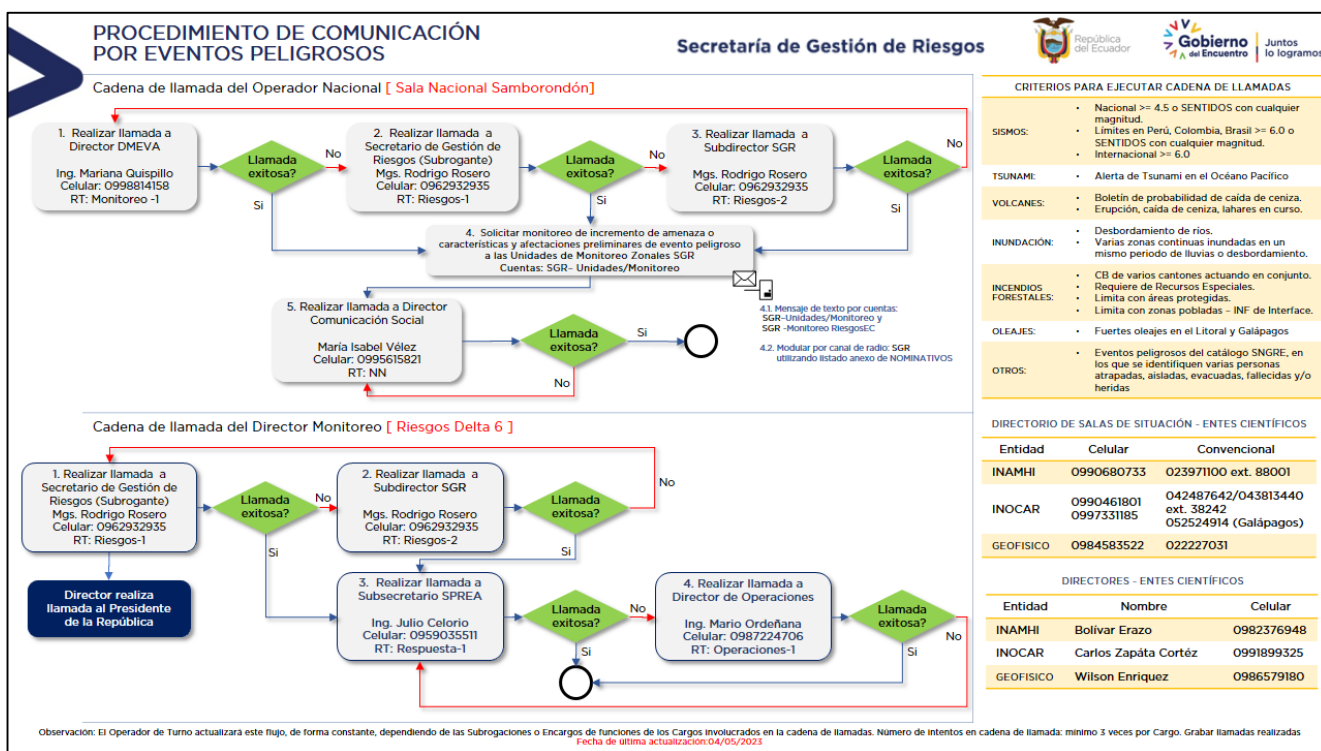 PROCEDIMIENTO DE COMUNICACIÓN
POR EVENTOS PELIGROSOS
Secretaría de Gestión de Riesgos
República
del Ecuador
Gobierno
del Encuentro
Juntos
lo logramos
Cadena de llamada del Operador Nacional [ Sala Nacional Samborondón]
1. Realizar llamada a
Director DMEVA
Ing. Mariana Quispillo
Celular: 0998814158
RT: Monitoreo -1
Llamada
exitosa?
No
Si
2. Realizar llamada a
Secretario de Gestión de
Riesgos (Subrogante)
Mgs. Rodrigo Rosero
Celular: 0962932935
RT: Riesgos-1
Llamada
exitosa?
No
Si
3. Realizar llamada a
Subdirector SGR
Mgs. Rodrigo Rosero
Celular: 0962932935
RT: Riesgos-2
Llamada
exitosa?
No
Si
4. Solicitar monitoreo de incremento de amenaza o
características y afectaciones preliminares de evento peligroso
a las Unidades de Monitoreo Zonales SGR
Cuentas: SGR– Unidades/Monitoreo
4.1. Mensaje de texto por cuentas:
SGR–Unidades/Monitoreo y
SGR -Monitoreo RiesgosEC
4.2. Modular por canal de radio: SGR
utilizando listado anexo de NOMINATIVOS
5. Realizar llamada a Director
Comunicación Social
María Isabel Vélez
Celular: 0995615821
RT: NN
Llamada
exitosa?
Si
No
Cadena de llamada del Director Monitoreo [ Riesgos Delta 6 ]
1. Realizar llamada a
Secretario de Gestión de
Riesgos (Subrogante)
Mgs. Rodrigo Rosero
Celular: 0962932935
RT: Riesgos-1
Director realiza
llamada al Presidente
de la República
Llamada
exitosa?
No
Si
2. Realizar llamada a
Subdirector SGR
Mgs. Rodrigo Rosero
Celular: 0962932935
RT: Riesgos-2
Llamada
exitosa?
No
Si
3. Realizar llamada a
Subsecretario SPREA
Ing. Julio Celorio
Celular: 0959035511
RT: Respuesta-1
Llamada
exitosa?
No
Si
4. Realizar llamada a
Director de Operaciones
Ing. Mario Ordeñana
Celular: 0987224706
RT: Operaciones-1
Llamada
exitosa?
No
Si
CRITERIOS PARA EJECUTAR CADENA DE LLAMADAS
SISMOS:
• Nacional >= 4.5 o SENTIDOS con cualquier
magnitud.
• Límites en Perú, Colombia, Brasil >= 6.0 o
SENTIDOS con cualquier magnitud.
• Internacional >= 6.0
TSUNAMI: • Alerta de Tsunami en el Océano Pacífico
VOLCANES:
• Boletín de probabilidad de caída de ceniza.
• Erupción, caída de ceniza, lahares en curso.
INUNDACIÓN:
• Desbordamiento de ríos.
• Varias zonas continuas inundadas en un
mismo periodo de lluvias o desbordamiento.
INCENDIOS
FORESTALES:
• CB de varios cantones actuando en conjunto.
• Requiere de Recursos Especiales.
• Limita con áreas protegidas.
• Limita con zonas pobladas – INF de Interface.
OLEAJES: • Fuertes oleajes en el Litoral y Galápagos
OTROS:
• Eventos peligrosos del catálogo SNGRE, en
los que se identifiquen varias personas
atrapadas, aisladas, evacuadas, fallecidas y/o
heridas
DIRECTORIO DE SALAS DE SITUACIÓN - ENTES CIENTÍFICOS
Entidad Celular Convencional
INAMHI 0990680733 023971100 ext. 88001
INOCAR
0990461801
0997331185
042487642/043813440
ext. 38242
052524914 (Galápagos)
GEOFISICO 0984583522 022227031
DIRECTORES - ENTES CIENTÍFICOS
Entidad Nombre Celular
INAMHI Bolívar Erazo 0982376948
INOCAR Carlos Zapáta Cortéz 0991899325
GEOFISICO Wilson Enriquez 0986579180
Observación: El Operador de Turno actualizará este flujo, de forma constante, dependiendo de las Subrogaciones o Encargos de funciones de los Cargos involucrados en la cadena de llamada. Número de intentos en cadena de llamada: mínimo 3 veces por Cargo. Grabar llamadas realizadas
Fecha de última actualización:04/05/2023